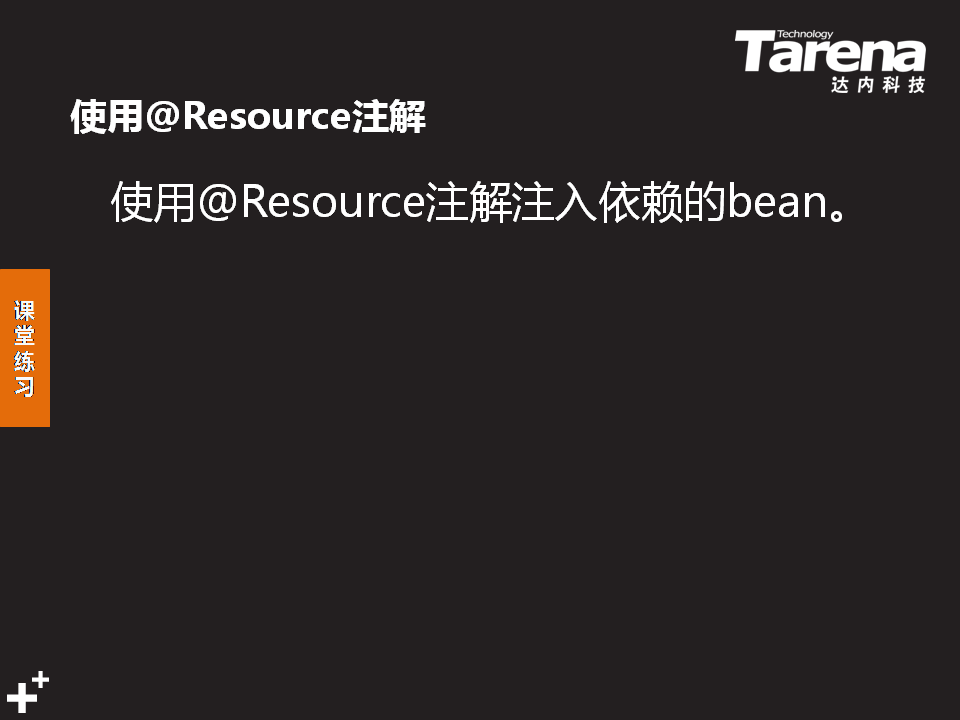 Technology
Tarena
达内科技
使用@Resource注解
使用@Resource注解注入依赖的bean。
课
堂
练
习